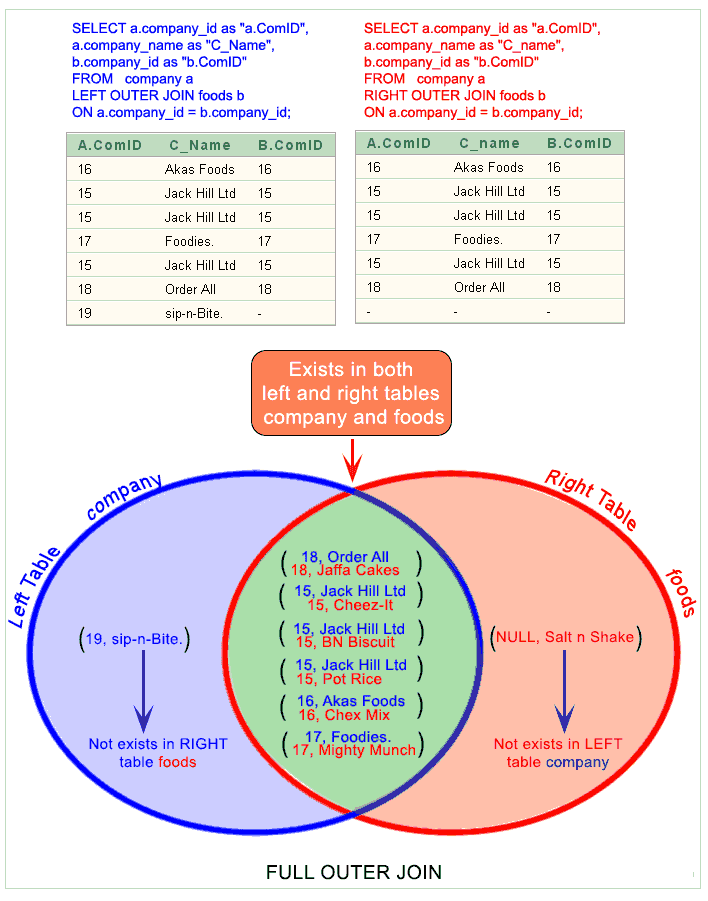 SELECT a.company_id as "a.ComID",
a.company_name as "C_Name",
b.company_id as "b.ComID"
FROM company a
LEFT OUTER JOIN foods b
ON a.company_id = b.company_id;
SELECT a.company_id as "a.ComID",
a.company_name as "C_name",
b.company_id as "b.ComID"
FROM company a
RIGHT OUTER JOIN foods b
ON a.company_id = b.company_id;
A.ComID C_Name B.ComID
16 Akas Foods 16
15 Jack Hill Ltd 15
15 Jack Hill Ltd 15
17 Foodies. 17
15 Jack Hill Ltd 15
18 Order All 18
19 sip-n-Bite. -
A.ComID C_name B.ComID
16 Akas Foods 16
15 Jack Hill Ltd 15
15 Jack Hill Ltd 15
17 Foodies. 17
15 Jack Hill Ltd 15
18 Order All 18
- - -
Exists in both
left and right tables
company and foods
Left Table company
Right Table foods
(19, sip-n-Bite.)
Not exists in RIGHT
table foods
(18, Order All
18, Jaffa Cakes)
(15, Jack Hill Ltd
15, Cheez-It)
(15, Jack Hill Ltd
15, BN Biscuit)
(15, Jack Hill Ltd
15, Pot Rice)
(16, Akas Foods
16, Chex Mix)
(17, Foodies.
17, Mighty Munch)
(NULL, Salt n Shake)
Not exists in LEFT
table company
FULL OUTER JOIN